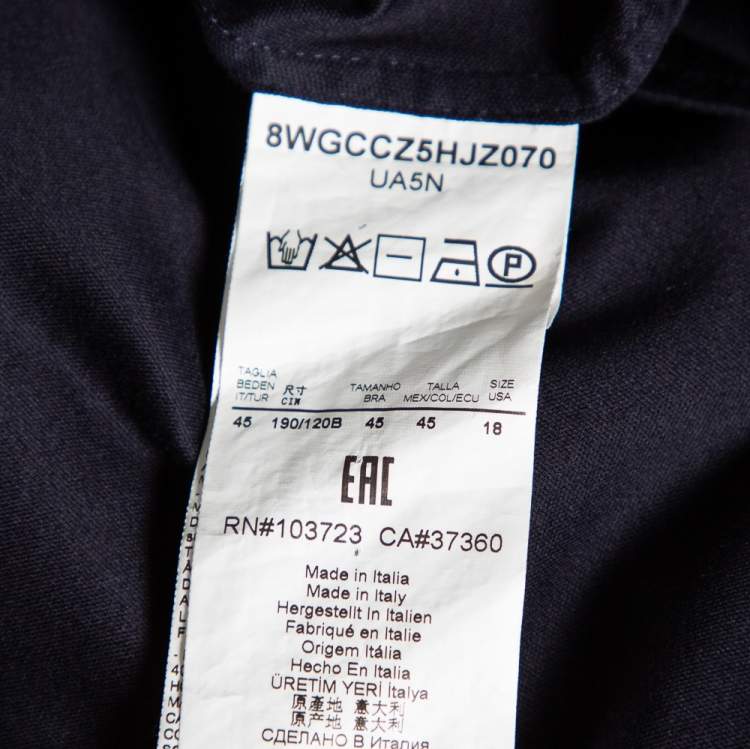 8WGCCZ5HJZ070
UA5N
P
TAGLIA
BEDEN 尺寸 TAMANHO TALLA SIZE
IT/TUR CIN BRA MEX/COL/ECU USA
45 190/120B 45 45 18
EAC
RN#103723 CA#37360
Made in Italia
Made in Italy
Hergestellt In Italien
Fabriqué en Italie
Origem Itália
Hecho En Italia
ÜRETİM YERİ İtalya
原產地 意大利
原产地 意大利
СДЕЛАНО В Италия